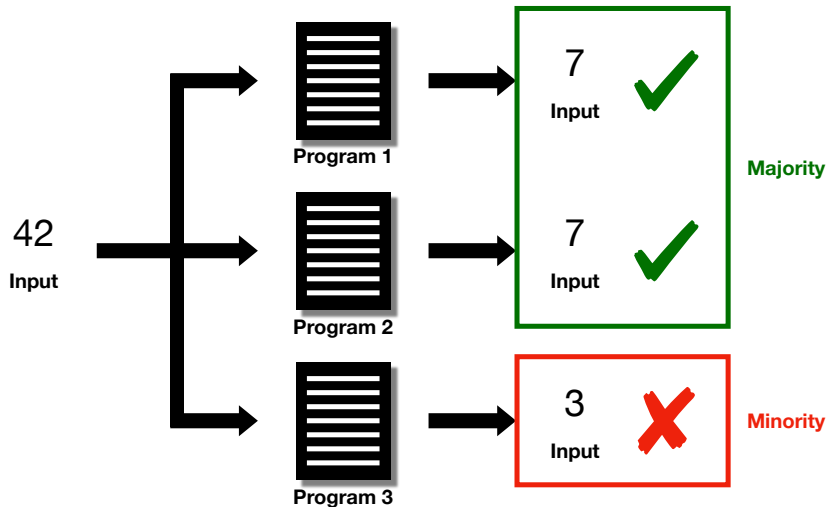 42
Input
Program 1
7
Input
Program 2
7
Input
Majority
Program 3
3
Input
Minority